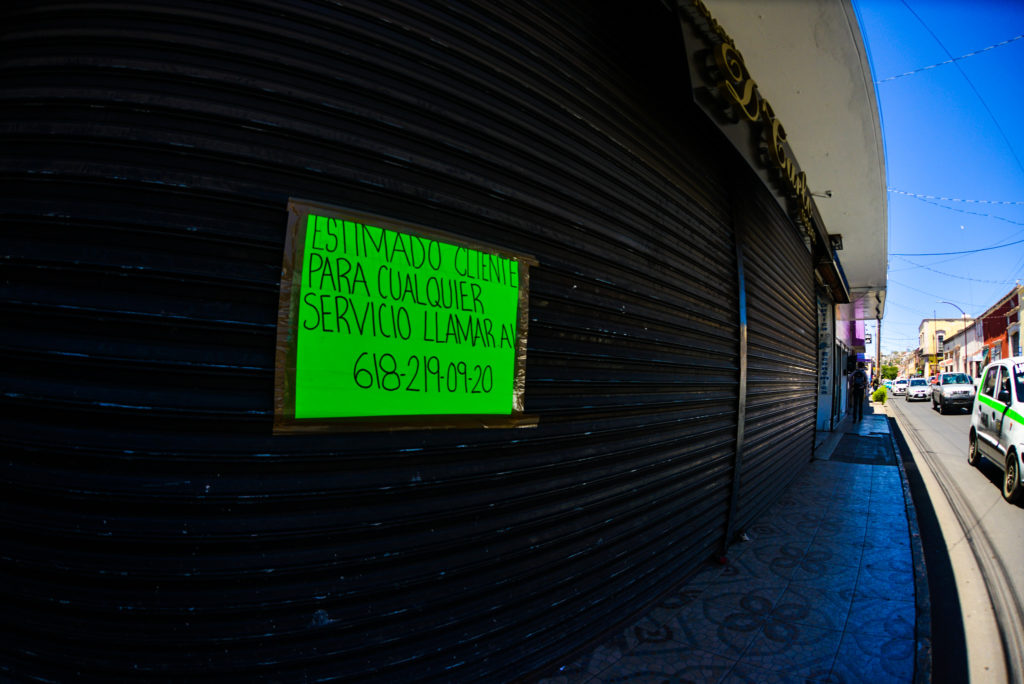 ESTIMADO CLIENTE
PARA CUALQUIER
SERVICIO LLAMAR AL
618-219-09-20